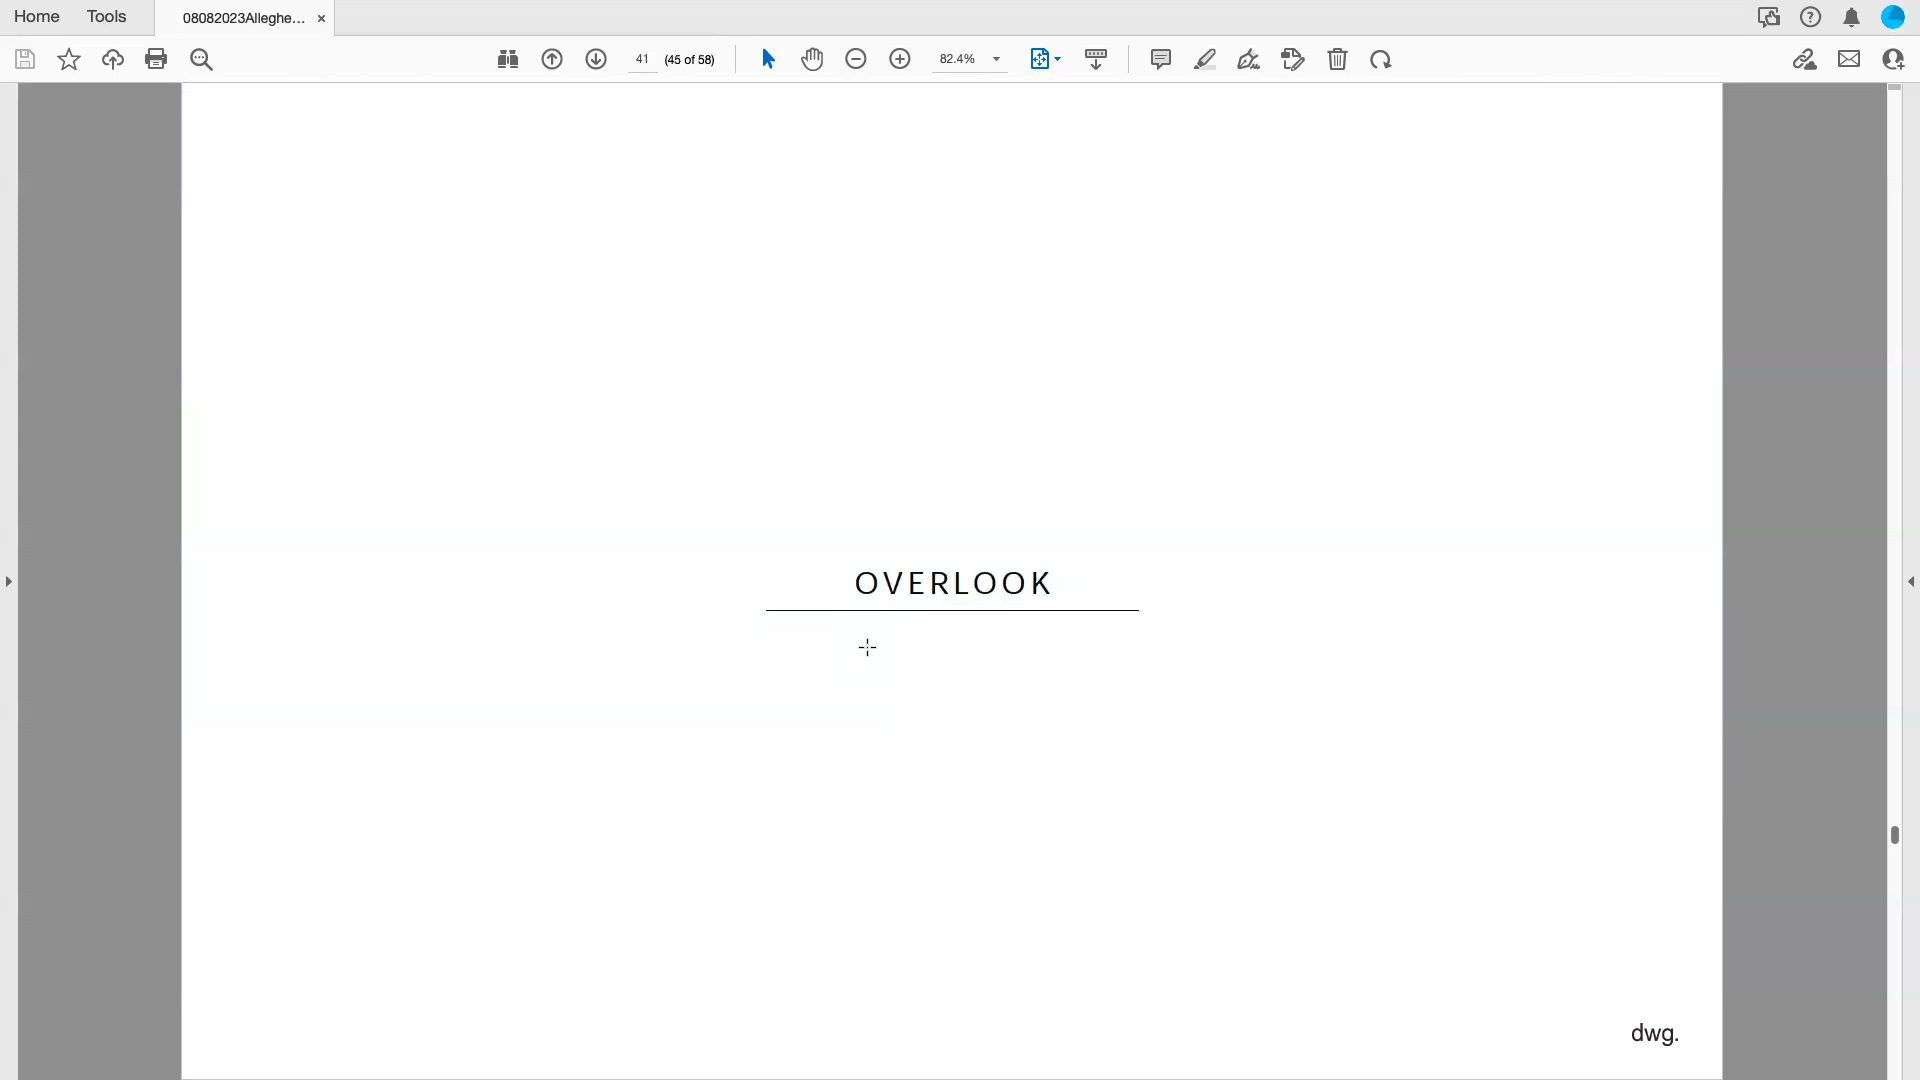 Home Tools 08082023Alleghe... ×
41 (45 of 58) 82.4%
OVERLOOK
dwg.